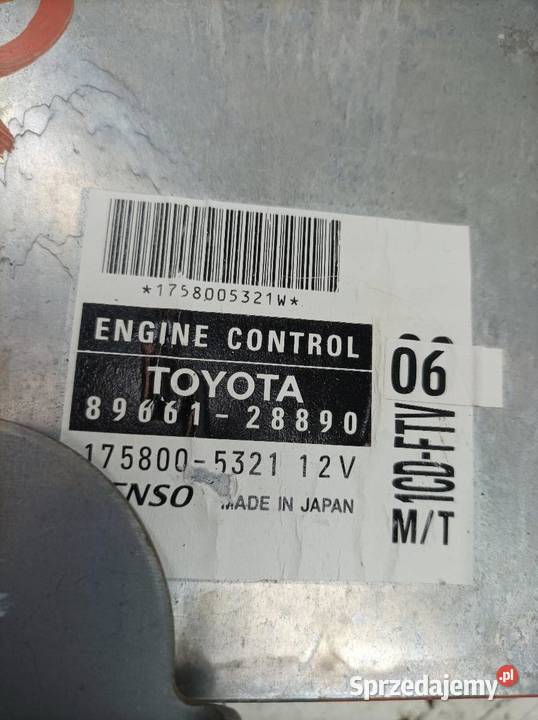 *1758005321W*
ENGINE CONTROL
TOYOTA
89661-28890
175800-5321 12V
MADE IN JAPAN
06
1CD-FTV
M/T
Sprzedajemy.pl